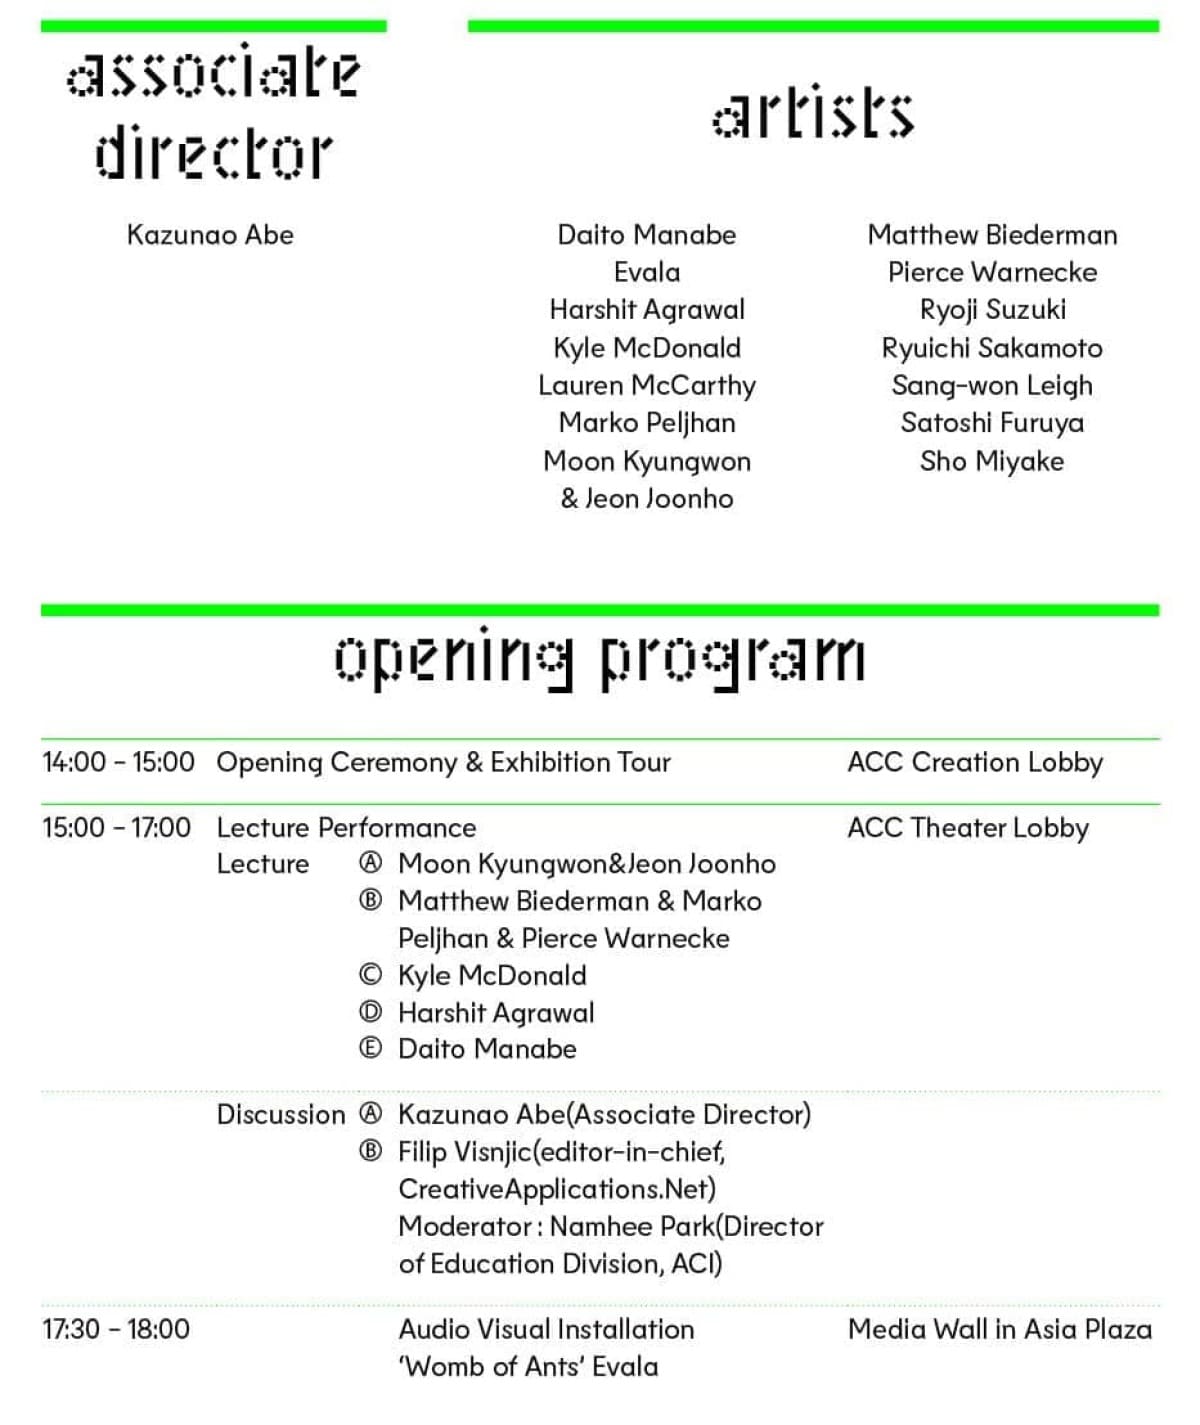 associate
director
Kazunao Abe
artists
Daito Manabe
Evala
Harshit Agrawal
Kyle McDonald
Lauren McCarthy
Marko Peljhan
Moon Kyungwon
& Jeon Joonho
Matthew Biederman
Pierce Warnecke
Ryoji Suzuki
Ryuichi Sakamoto
Sang-won Leigh
Satoshi Furuya
Sho Miyake
opening program
14:00 – 15:00 Opening Ceremony & Exhibition Tour ACC Creation Lobby
15:00 – 17:00 Lecture Performance ACC Theater Lobby
Lecture Ⓐ Moon Kyungwon&Jeon Joonho
Ⓑ Matthew Biederman & Marko
Peljhan & Pierce Warnecke
Ⓒ Kyle McDonald
Ⓓ Harshit Agrawal
Ⓔ Daito Manabe
Discussion Ⓐ Kazunao Abe(Associate Director)
Ⓑ Filip Visnjic(editor-in-chief,
CreativeApplications.Net)
Moderator : Namhee Park(Director
of Education Division, ACI)
17:30 – 18:00 Audio Visual Installation Media Wall in Asia Plaza
‘Womb of Ants’ Evala